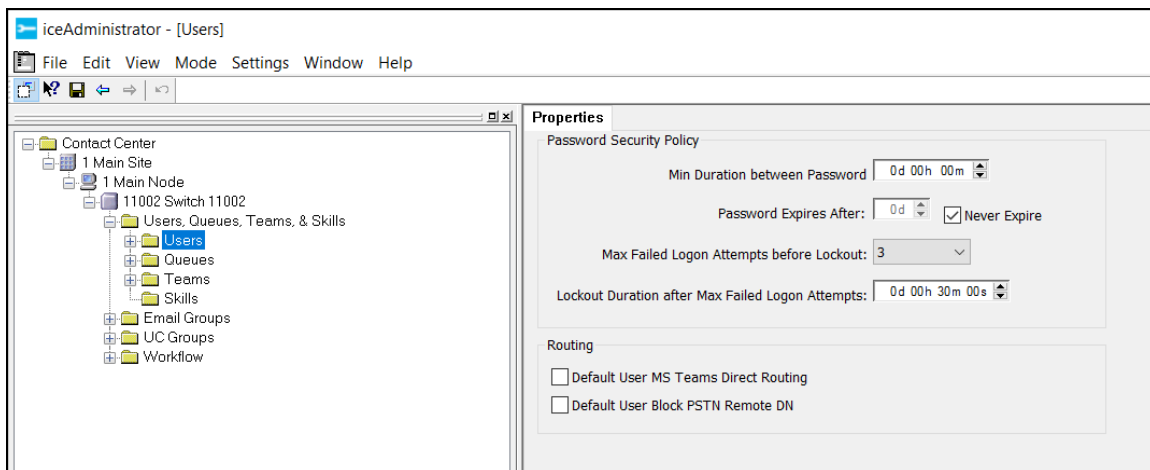 iceAdministrator - [Users]
File Edit View Mode Settings Window Help
Contact Center
1 Main Site
1 Main Node
11002 Switch 11002
Users, Queues, Teams, & Skills
Users
Queues
Teams
Skills
Email Groups
UC Groups
Workflow
Properties
Password Security Policy
Min Duration between Password 0d 00h 00m
Password Expires After: 0d Never Expire
Max Failed Logon Attempts before Lockout: 3
Lockout Duration after Max Failed Logon Attempts: 0d 00h 30m 00s
Routing
Default User MS Teams Direct Routing
Default User Block PSTN Remote DN